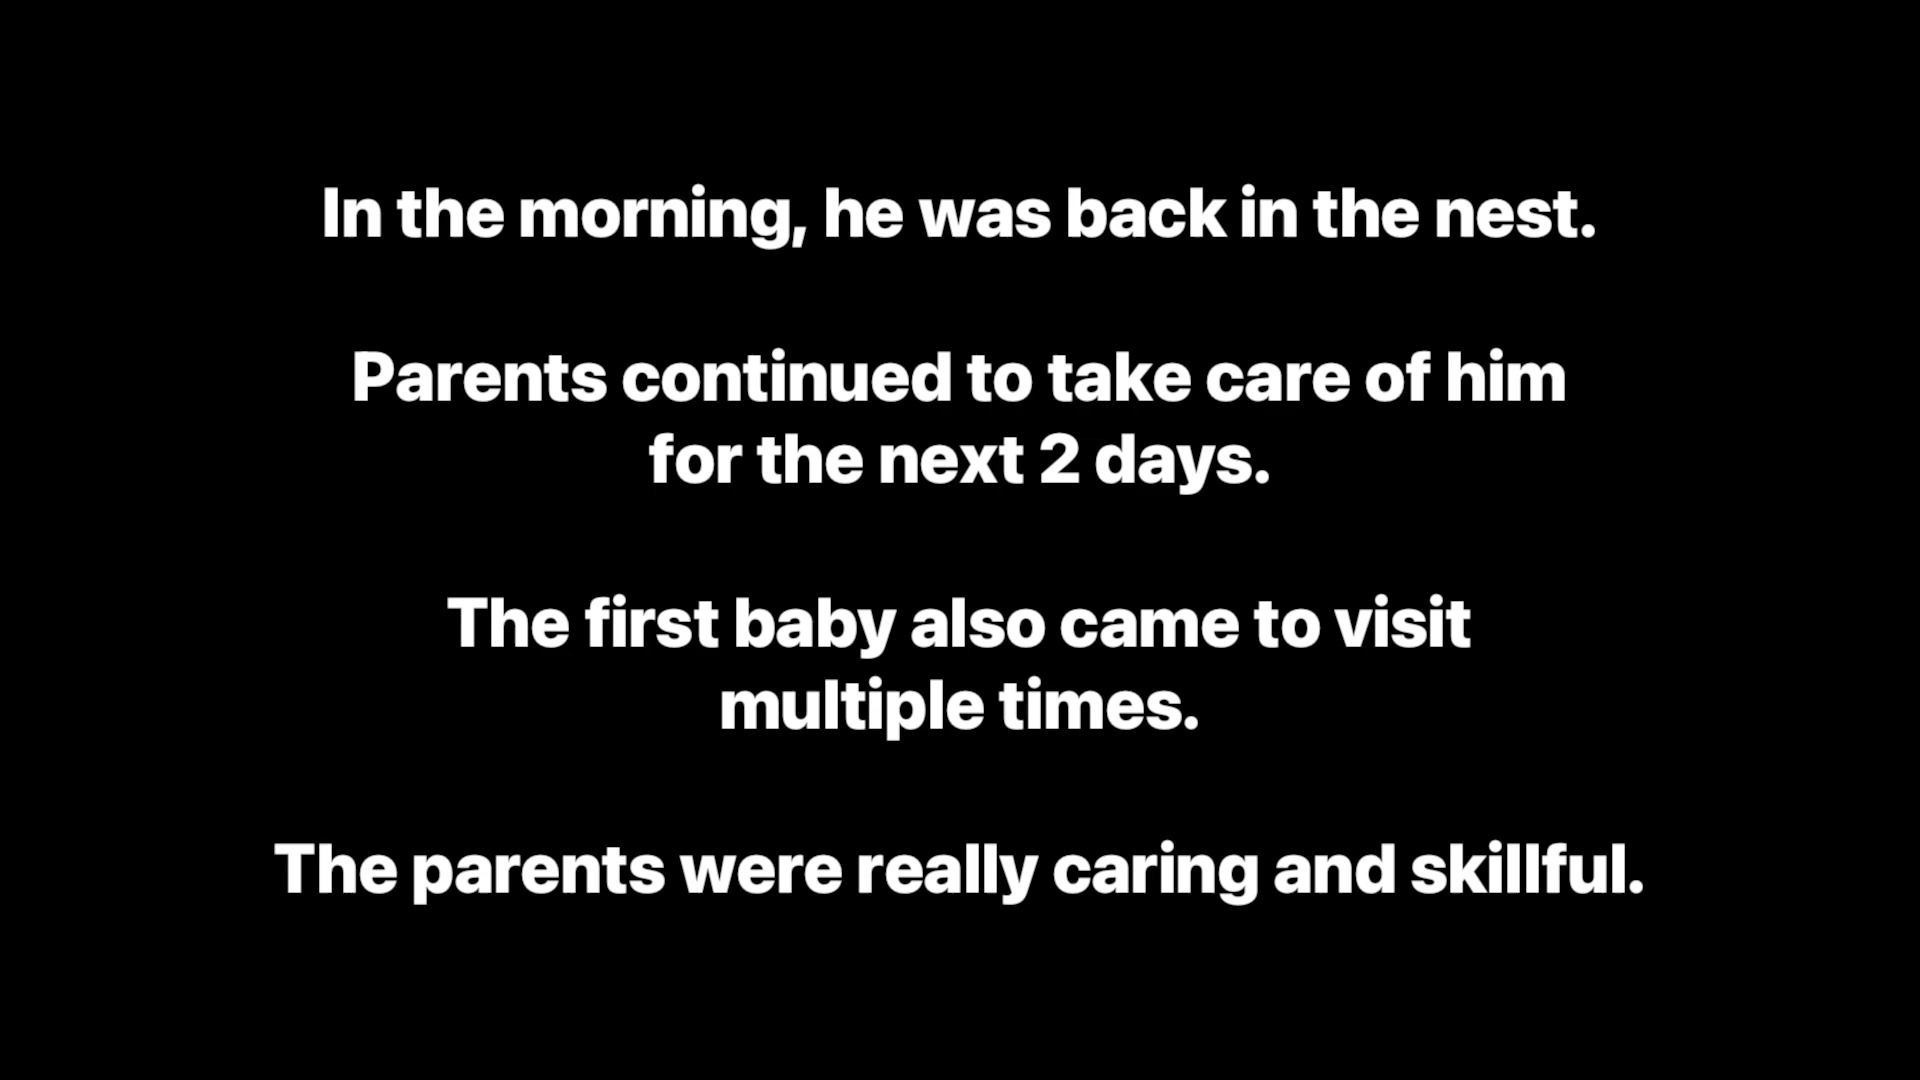 In the morning, he was back in the nest.
Parents continued to take care of him
for the next 2 days.
The first baby also came to visit
multiple times.
The parents were really caring and skillful.